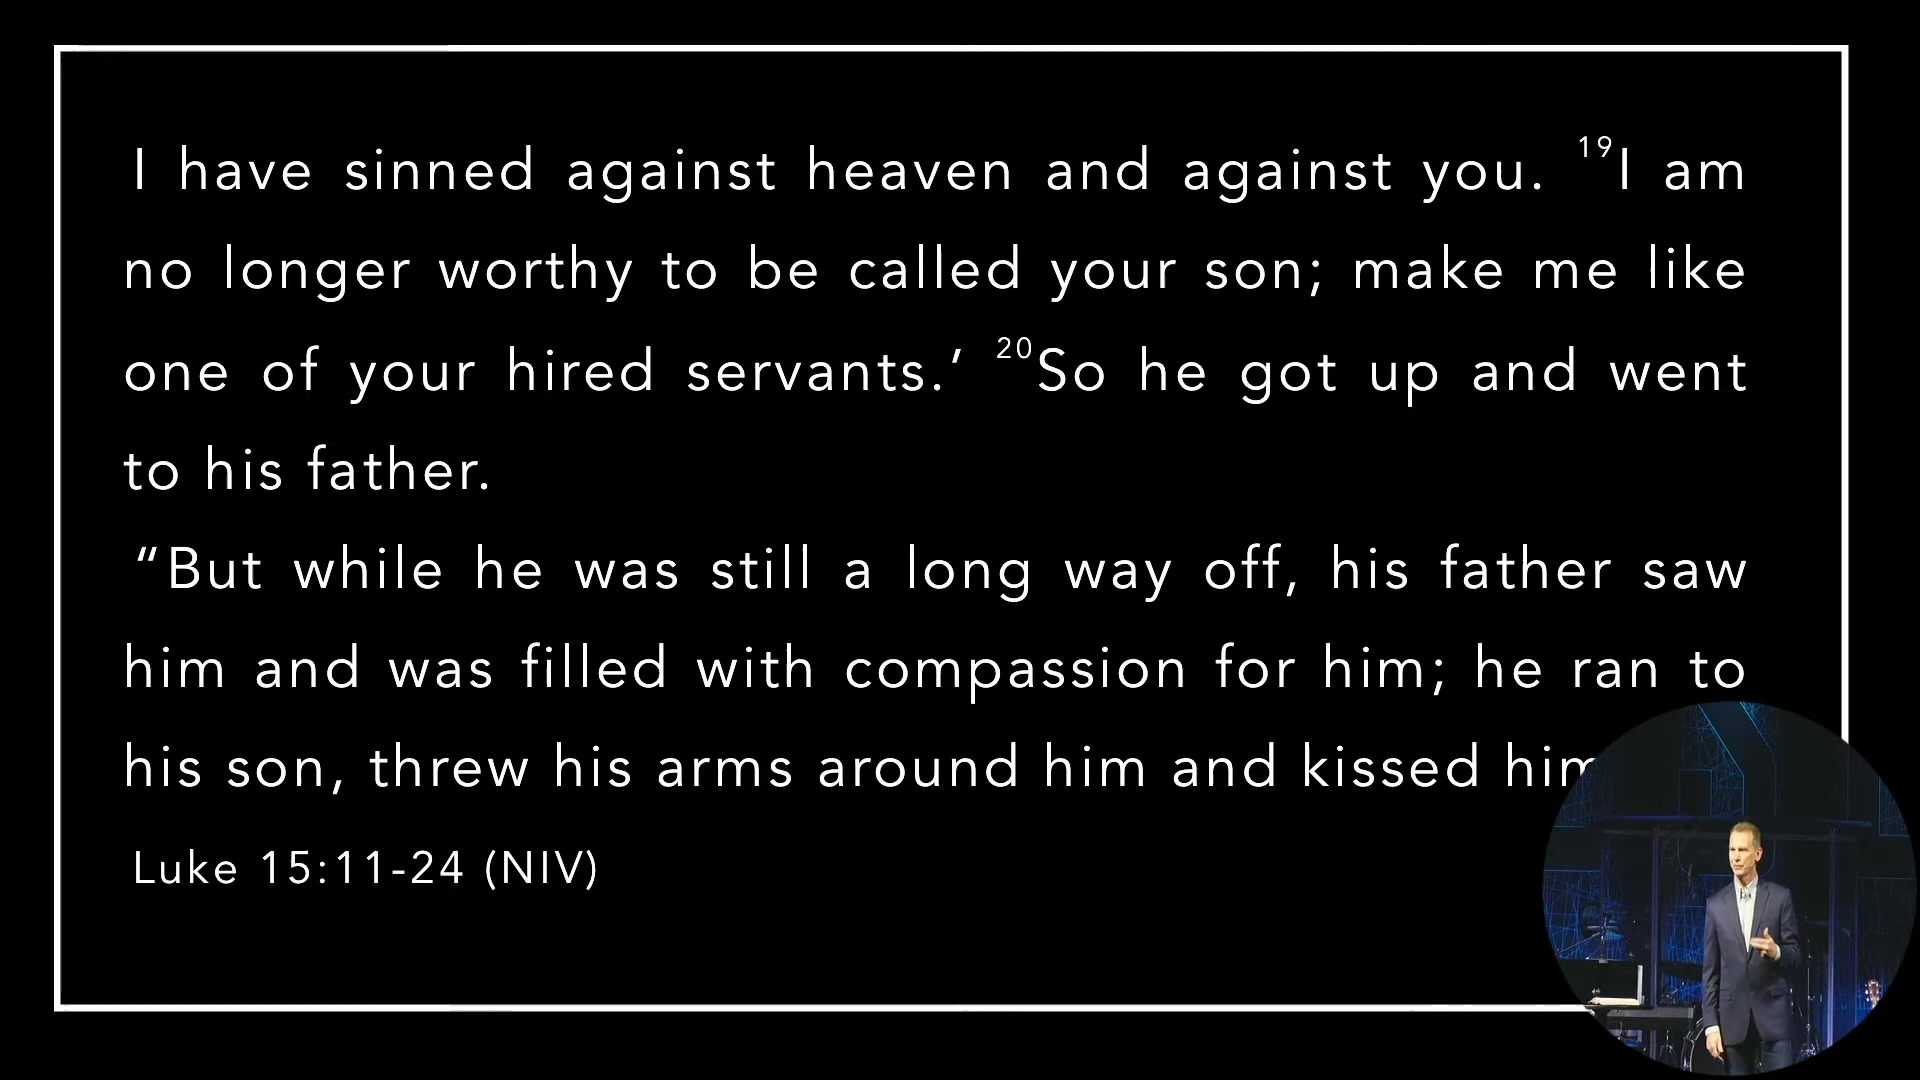 I have sinned against heaven and against you. ¹⁹I am
no longer worthy to be called your son; make me like
one of your hired servants.’ ²⁰So he got up and went
to his father.
“But while he was still a long way off, his father saw
him and was filled with compassion for him; he ran to
his son, threw his arms around him and kissed him
Luke 15:11-24 (NIV)